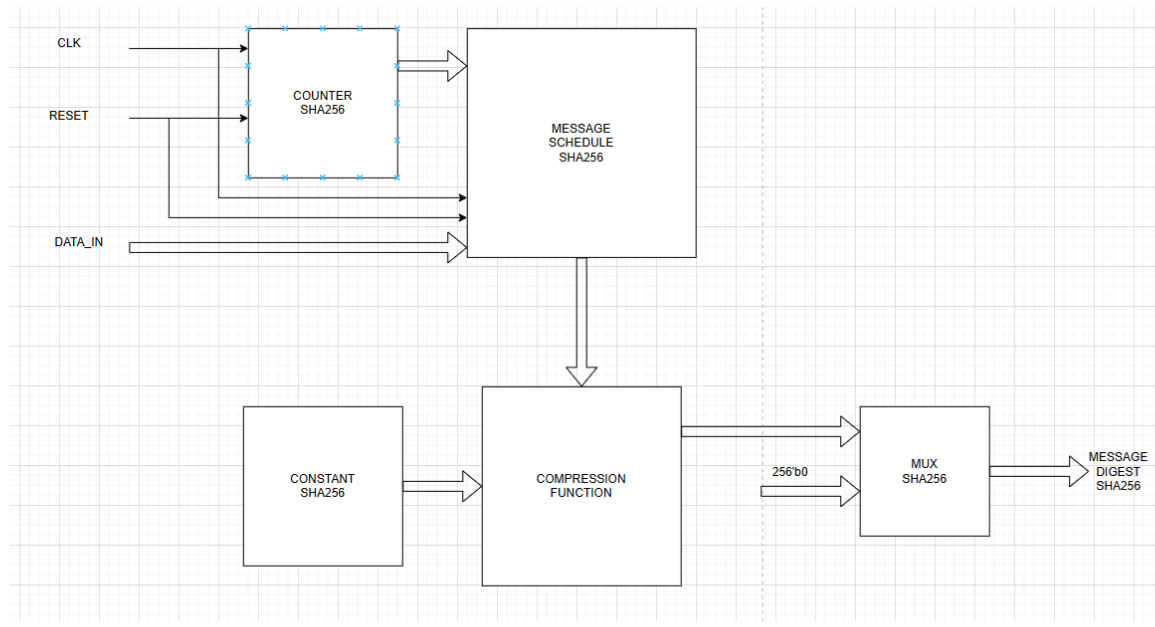 CLK
COUNTER
SHA256
RESET
MESSAGE
SCHEDULE
SHA256
DATA_IN
CONSTANT
SHA256
COMPRESSION
FUNCTION
256'b0
MUX
SHA256
MESSAGE
DIGEST
SHA256